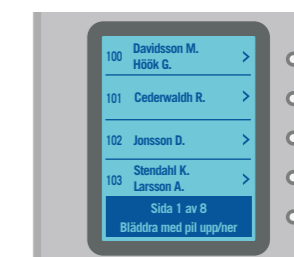 100 Davidsson M.
Höök G.
101 Cederwaldh R.
102 Jonsson D.
103 Stendahl K.
Larsson A.
Sida 1 av 8
Bläddra med pil upp/ner